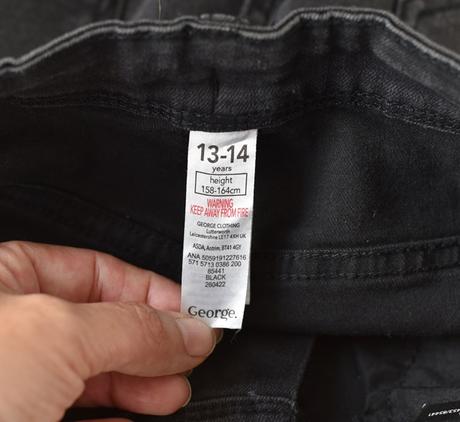 13-14
years
height
158-164cm
WARNING
KEEP AWAY FROM FIRE
GEORGE CLOTHING
Lutterworth
Leicestershire LE17 4XH UK
ASDA, Antrim, BT41 4GY
ANA 5059191227616
571 5713 0386 200
85441
BLACK
260422
George.